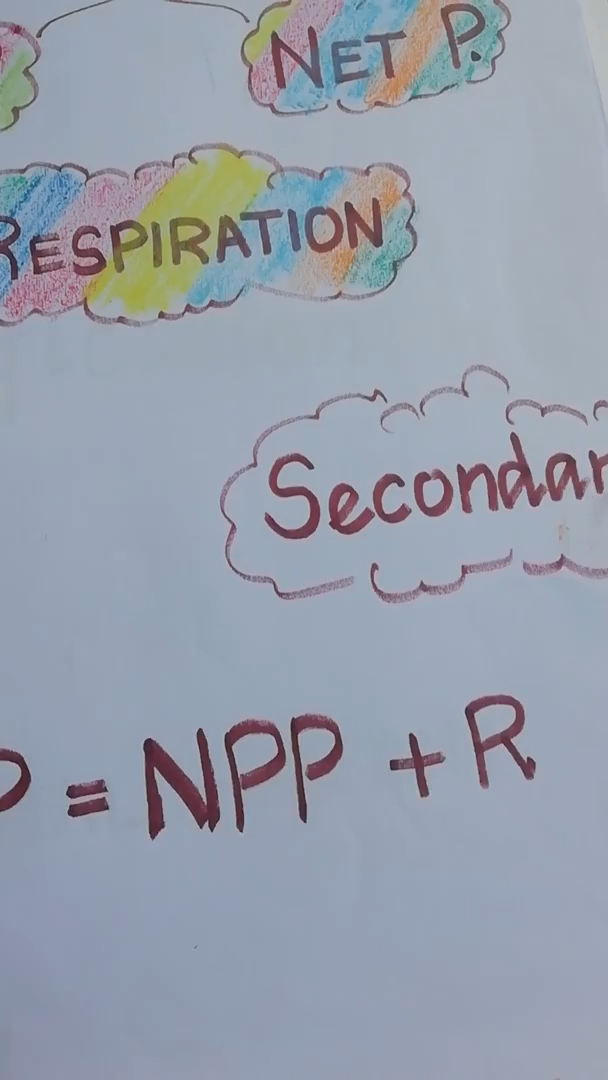 NET P.
RESPIRATION
Secondar
P = NPP + R